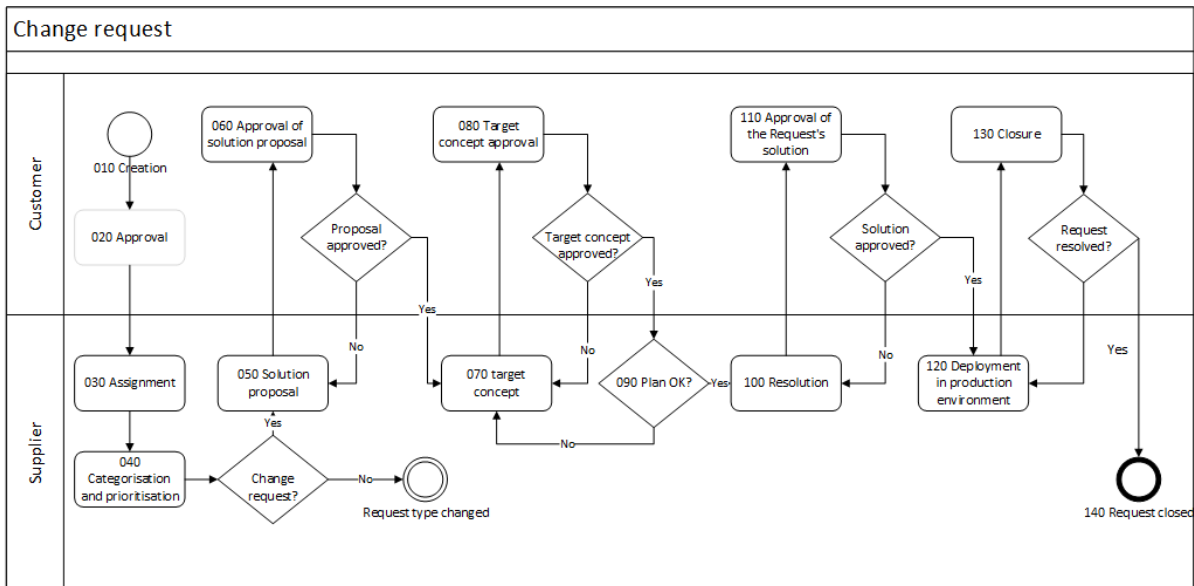 Change request
Customer
010 Creation
020 Approval
060 Approval of
solution proposal
Proposal
approved?
Yes
No
080 Target
concept approval
Target concept
approved?
Yes
No
110 Approval of
the Request's
solution
Solution
approved?
Yes
No
130 Closure
Request
resolved?
Yes
Supplier
030 Assignment
040
Categorisation
and prioritisation
Change
request?
Yes
No
Request type changed
050 Solution
proposal
070 target
concept
090 Plan OK?
Yes
No
100 Resolution
120 Deployment
in production
environment
140 Request closed